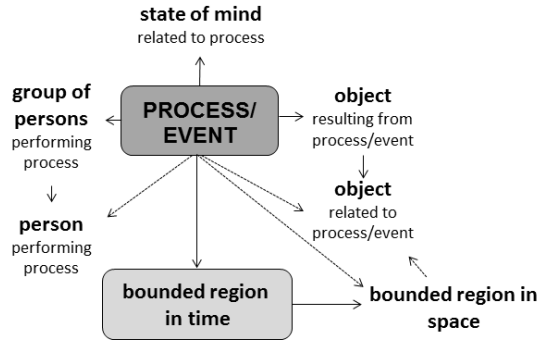 state of mind
related to process
group of
persons
performing
process
PROCESS/
EVENT
object
resulting from
process/event
person
performing
process
object
related to
process/event
bounded region
in time
bounded region in
space